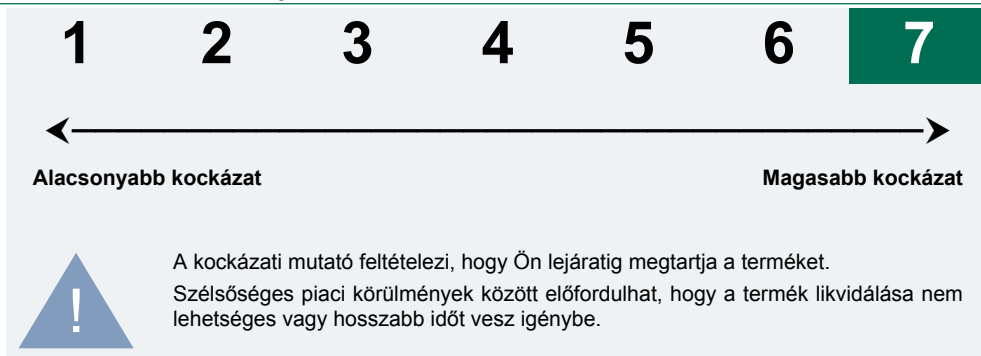 1 2 3 4 5 6 7
Alacsonyabb kockázat Magasabb kockázat
A kockázati mutató feltételezi, hogy Ön lejáratig megtartja a terméket.
Szélsőséges piaci körülmények között előfordulhat, hogy a termék likvidálása nem
lehetséges vagy hosszabb időt vesz igénybe.
!